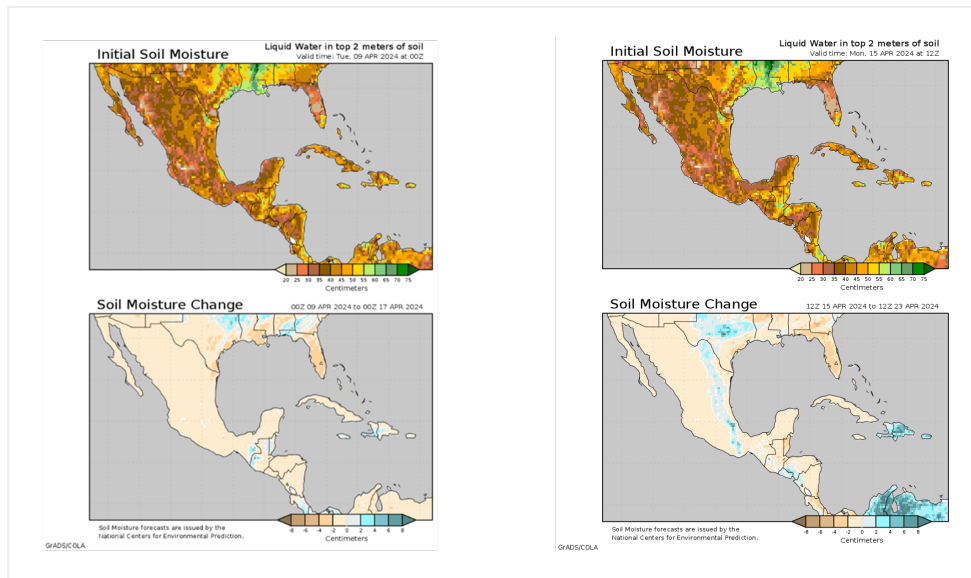 Initial Soil Moisture
Liquid Water in top 2 meters of soil
Valid time: Tue, 09 APR 2024 at 00Z
20 25 30 35 40 45 50 55 60 65 70 75
Centimeters
Soil Moisture Change
00Z 09 APR 2024 to 00Z 17 APR 2024
-8 -6 -4 -2 0 2 4 6 8
Centimeters
Soil Moisture forecasts are issued by the
National Centers for Environmental Prediction.
GrADS/COLA
Initial Soil Moisture
Liquid Water in top 2 meters of soil
Valid time: Mon, 15 APR 2024 at 12Z
20 25 30 35 40 45 50 55 60 65 70 75
Centimeters
Soil Moisture Change
12Z 15 APR 2024 to 12Z 23 APR 2024
-8 -6 -4 -2 0 2 4 6 8
Centimeters
Soil Moisture forecasts are issued by the
National Centers for Environmental Prediction.
GrADS/COLA